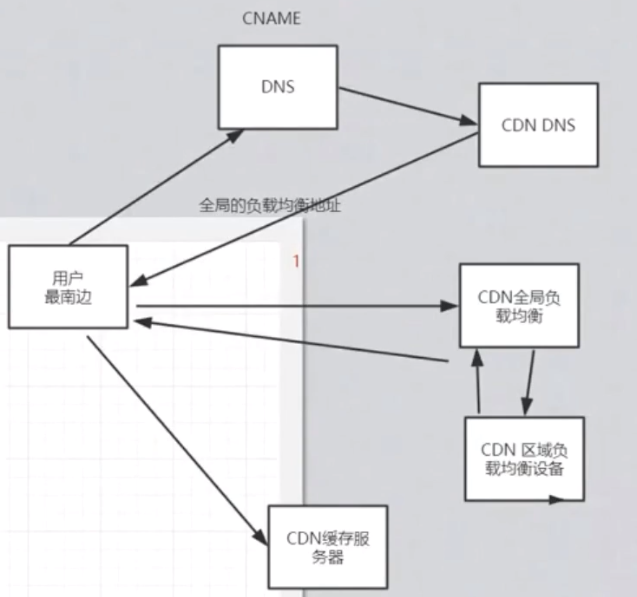 CNAME
DNS
CDN DNS
全局的负载均衡地址
用户
最南边
1
CDN全局负
载均衡
CDN 区域负
载均衡设备
CDN缓存服
务器